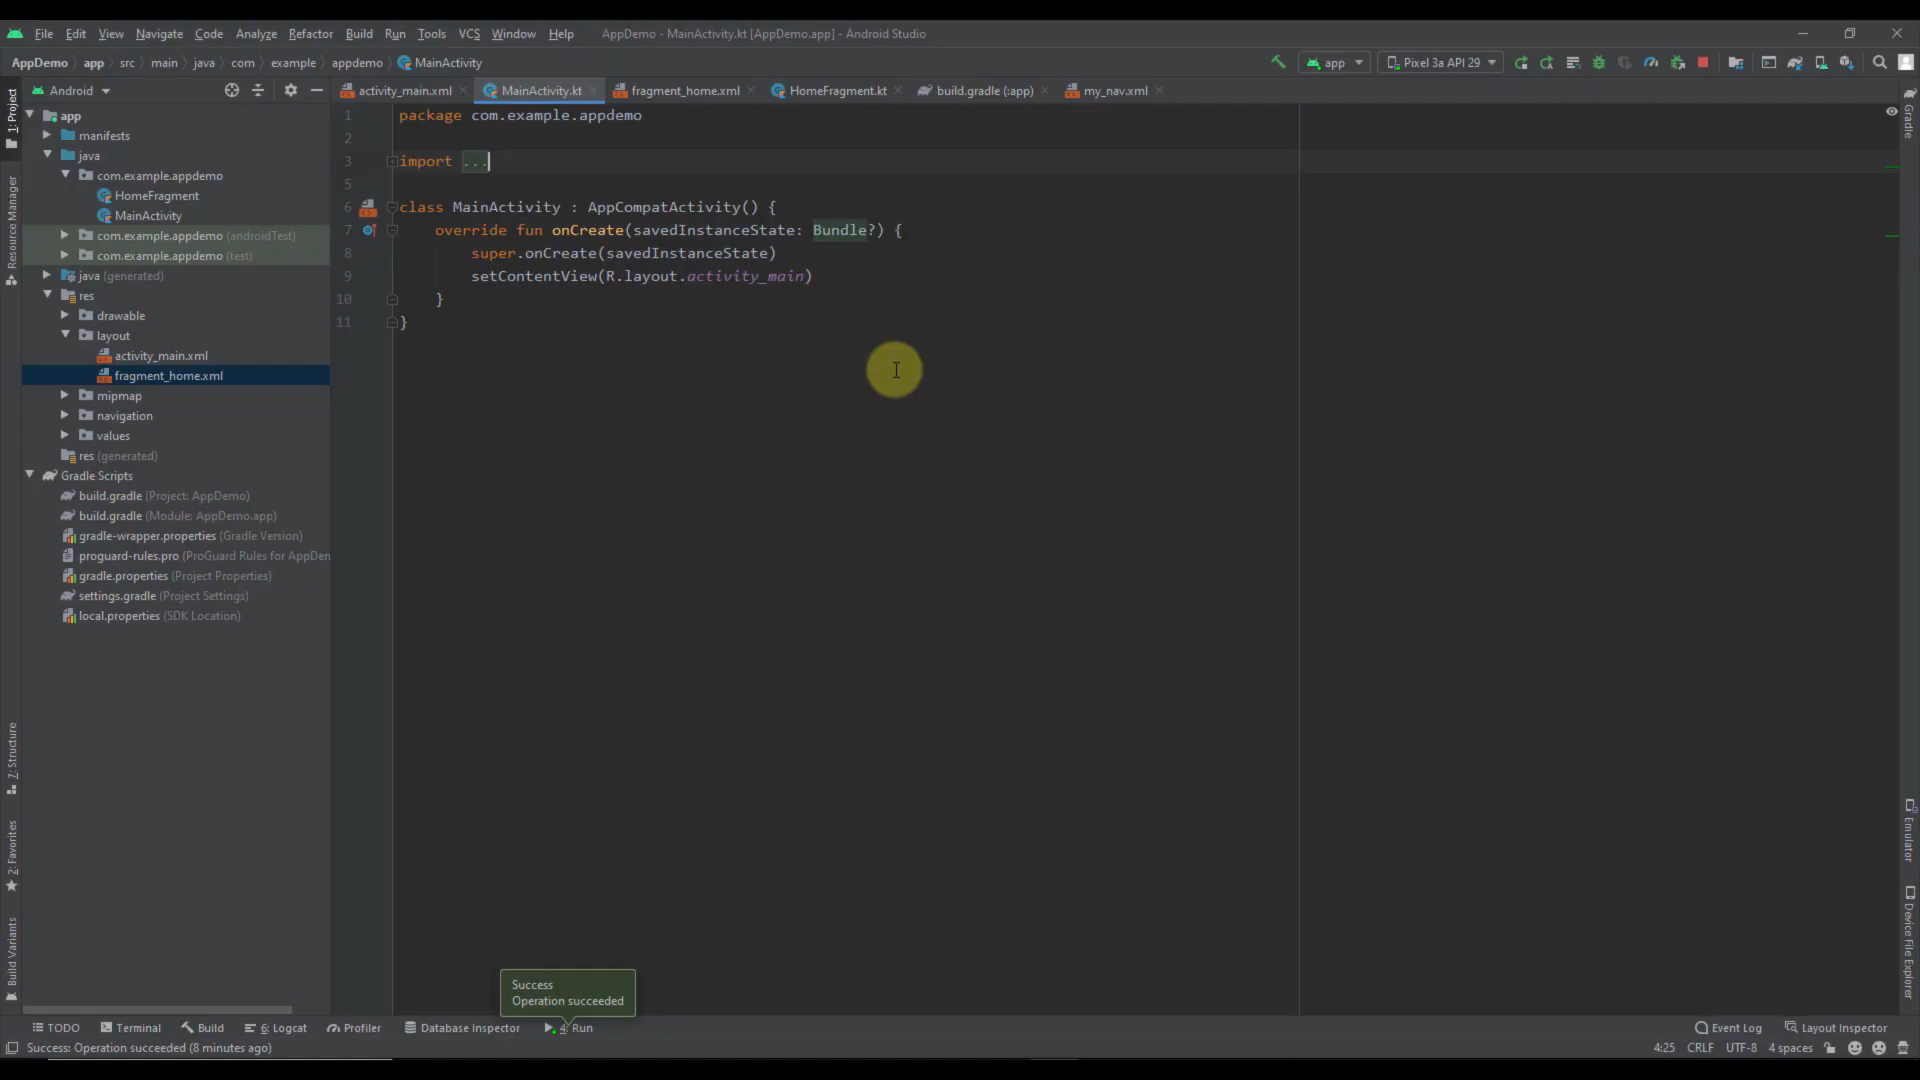 File Edit View Navigate Code Analyze Refactor Build Run Tools VCS Window Help AppDemo - MainActivity.kt [AppDemo.app] - Android Studio
AppDemo app src main java com example appdemo MainActivity app Pixel 3a API 29
Android activity_main.xml MainActivity.kt fragment_home.xml HomeFragment.kt build.gradle (:app) my_nav.xml
1: Project
Resource Manager
7: Structure
2: Favorites
Build Variants
app
manifests
java
com.example.appdemo
HomeFragment
MainActivity
com.example.appdemo (androidTest)
com.example.appdemo (test)
java (generated)
res
drawable
layout
activity_main.xml
fragment_home.xml
mipmap
navigation
values
res (generated)
Gradle Scripts
build.gradle (Project: AppDemo)
build.gradle (Module: AppDemo.app)
gradle-wrapper.properties (Gradle Version)
proguard-rules.pro (ProGuard Rules for AppDen
gradle.properties (Project Properties)
settings.gradle (Project Settings)
local.properties (SDK Location)
1 package com.example.appdemo
2
3 import ...
5
6 class MainActivity : AppCompatActivity() {
7 override fun onCreate(savedInstanceState: Bundle?) {
8 super.onCreate(savedInstanceState)
9 setContentView(R.layout.activity_main)
10 }
11 }
Gradle
Emulator
Device File Explorer
Success
Operation succeeded
TODO Terminal Build 6: Logcat Profiler Database Inspector 4: Run Event Log Layout Inspector
Success: Operation succeeded (8 minutes ago) 4:25 CRLF UTF-8 4 spaces